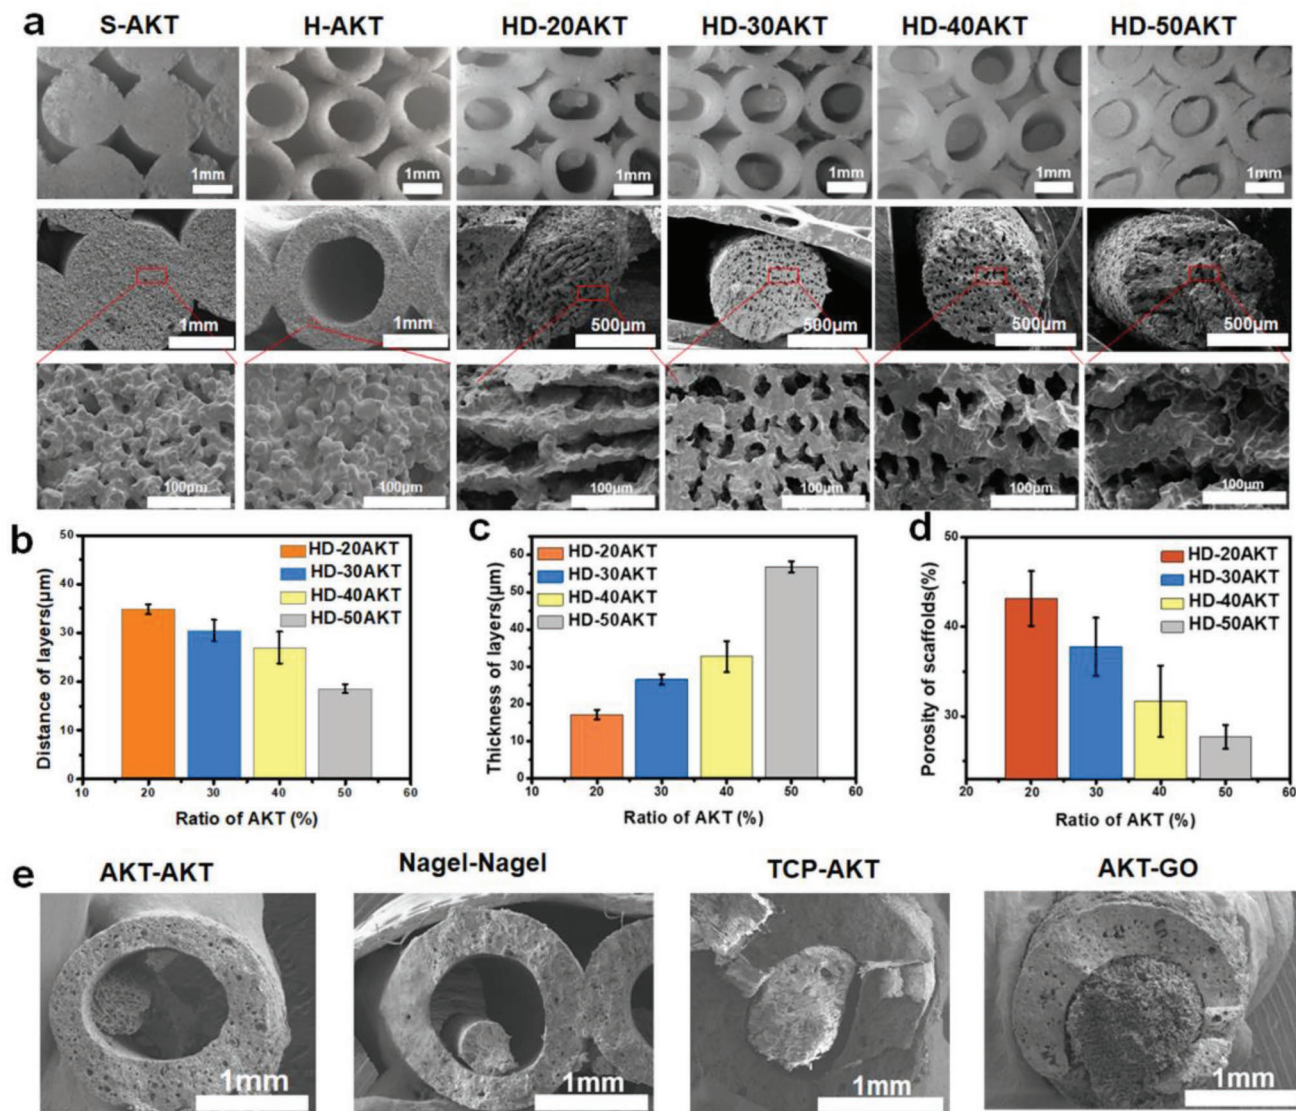 a
S-AKT H-AKT HD-20AKT HD-30AKT HD-40AKT HD-50AKT
1mm 1mm 1mm 1mm 1mm 1mm
1mm 1mm 500μm 500μm 500μm 500μm
100μm 100μm 100μm 100μm 100μm 100μm
b
Distance of layers(μm)
50
40
30
20
10
0
HD-20AKT
HD-30AKT
HD-40AKT
HD-50AKT
10 20 30 40 50 60
Ratio of AKT (%)
c
Thickness of layers(μm)
60
50
40
30
20
10
0
HD-20AKT
HD-30AKT
HD-40AKT
HD-50AKT
10 20 30 40 50 60
Ratio of AKT (%)
d
Porosity of scaffolds(%)
50
40
30
HD-20AKT
HD-30AKT
HD-40AKT
HD-50AKT
20 20 30 40 50 60
Ratio of AKT (%)
e
AKT-AKT Nagel-Nagel TCP-AKT AKT-GO
1mm 1mm 1mm 1mm